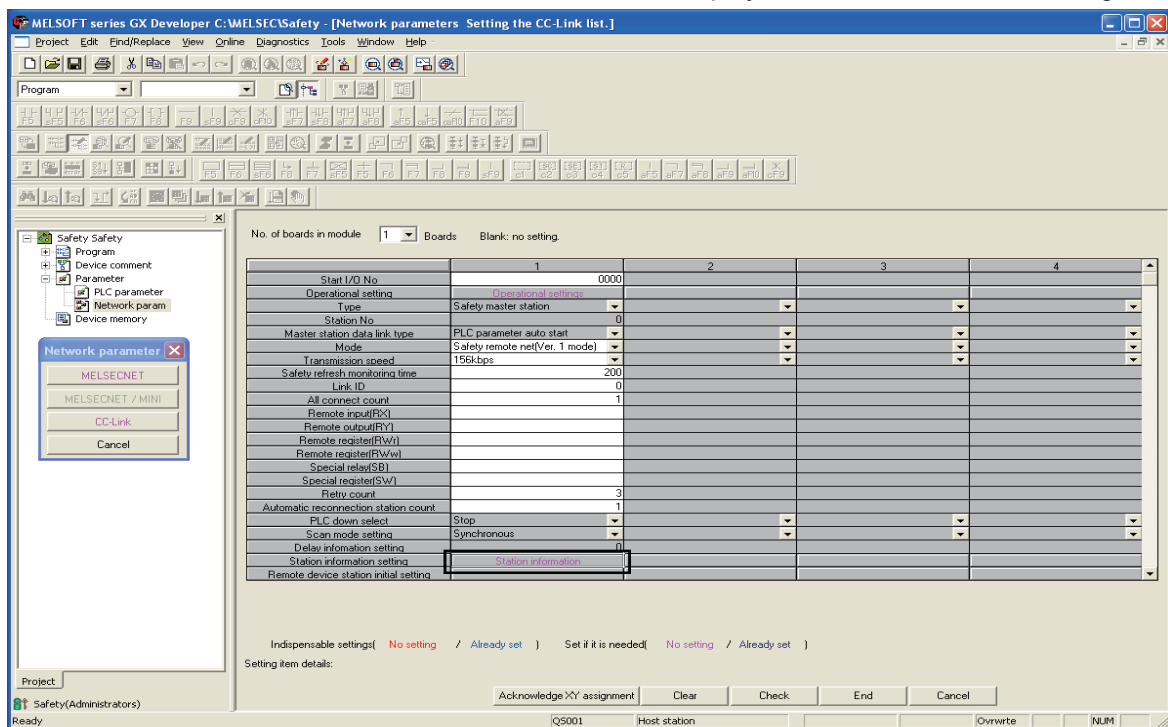 MELSOFT series GX Developer C:\MELSEC\Safety - [Network parameters Setting the CC-Link list.]
Project Edit Find/Replace View Online Diagnostics Tools Window Help
Program
Safety Safety
Program
Device comment
Parameter
PLC parameter
Network param
Device memory
Network parameter
MELSECNET
MELSECNET / MINI
CC-Link
Cancel
No. of boards in module 1 Boards Blank: no setting.
1 2 3 4
Start I/O No 0000
Operational setting Operational settings
Type Safety master station
Station No 0
Master station data link type PLC parameter auto start
Mode Safety remote net(Ver. 1 mode)
Transmission speed 156kbps
Safety refresh monitoring time 200
Link ID 0
All connect count 1
Remote input(RX)
Remote output(RY)
Remote register(RWr)
Remote register(RWw)
Special relay(SB)
Special register(SW)
Retry count 3
Automatic reconnection station count 1
PLC down select Stop
Scan mode setting Synchronous
Delay infomation setting 0
Station information setting Station information
Remote device station initial setting
Indispensable settings( No setting / Already set ) Set if it is needed( No setting / Already set )
Setting item details:
Acknowledge XY assignment Clear Check End Cancel
Project
Safety(Administrators)
Ready QS001 Host station Ovrwrte NUM